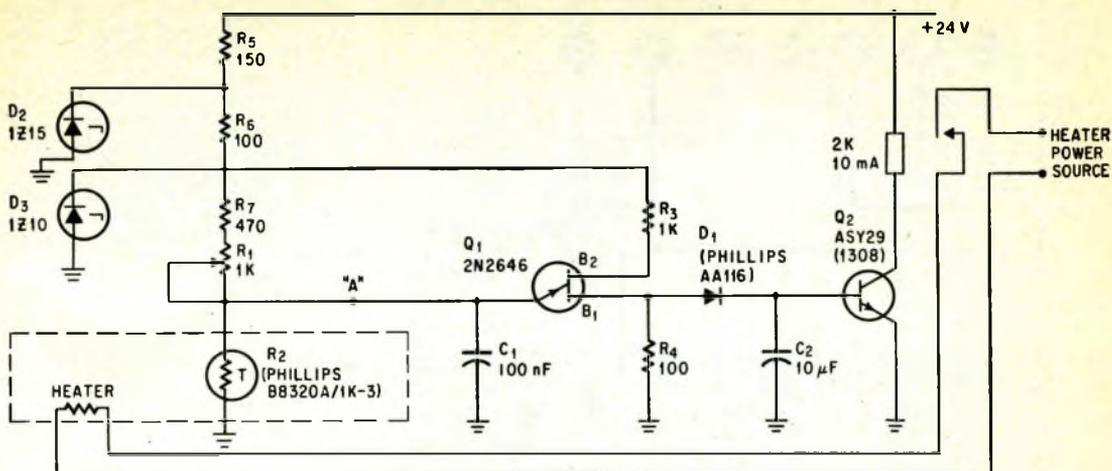 +24 V
R5
150
D2
1Z15
R6
100
2K
10 mA
HEATER
POWER
SOURCE
D3
1Z10
R7
470
R1
1K
Q1
2N2646
B2
B1
R3
1K
D1
(PHILLIPS
AA116)
Q2
ASY29
(1308)
"A"
C1
100 nF
R4
100
C2
10 µF
R2
(PHILLIPS
B8320A/1K-3)
T
HEATER